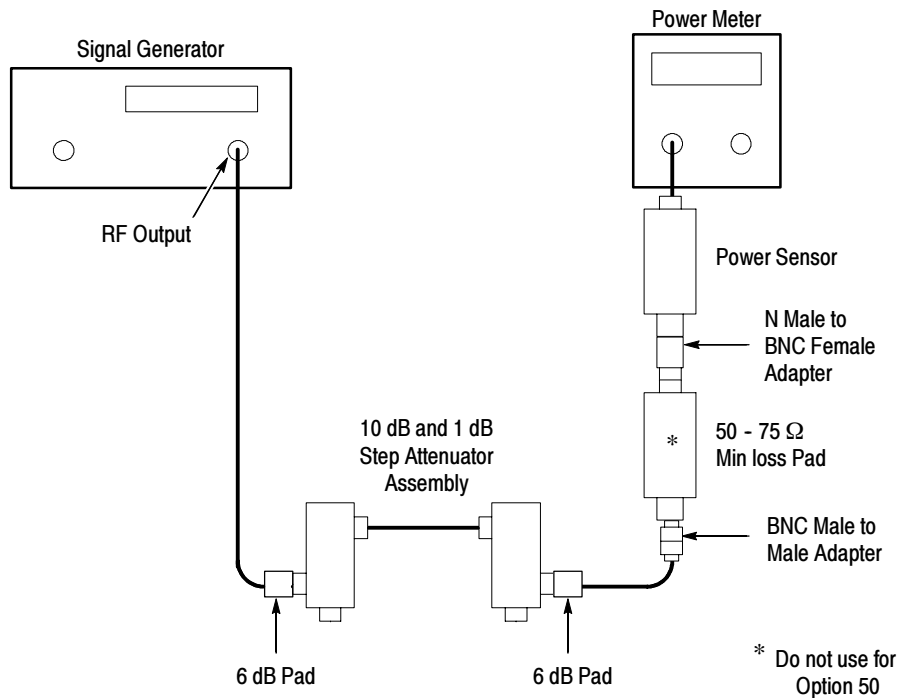 Power Meter
Signal Generator
RF Output
Power Sensor
N Male to
BNC Female
Adapter
10 dB and 1 dB
Step Attenuator
Assembly
*
50 - 75 Ω
Min loss Pad
BNC Male to
Male Adapter
6 dB Pad
6 dB Pad
* Do not use for
Option 50